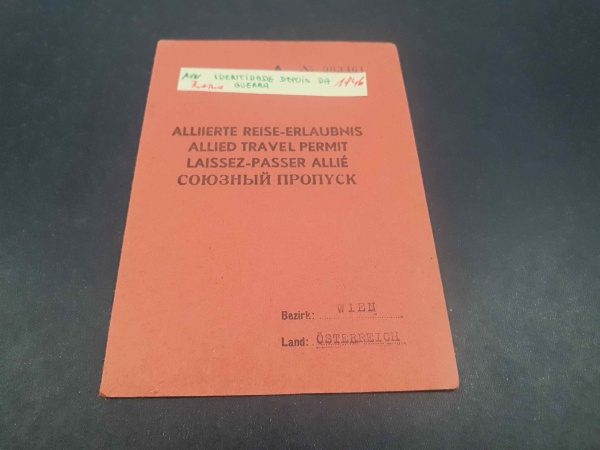 A № 363461
IDENTIDADE DEPOIS DA 1946
GUERRA
ALLIIERTE REISE-ERLAUBNIS
ALLIED TRAVEL PERMIT
LAISSEZ-PASSER ALLIÉ
СОЮЗНЫЙ ПРОПУСК
Bezirk: WIEN
Land: ÖSTERREICH